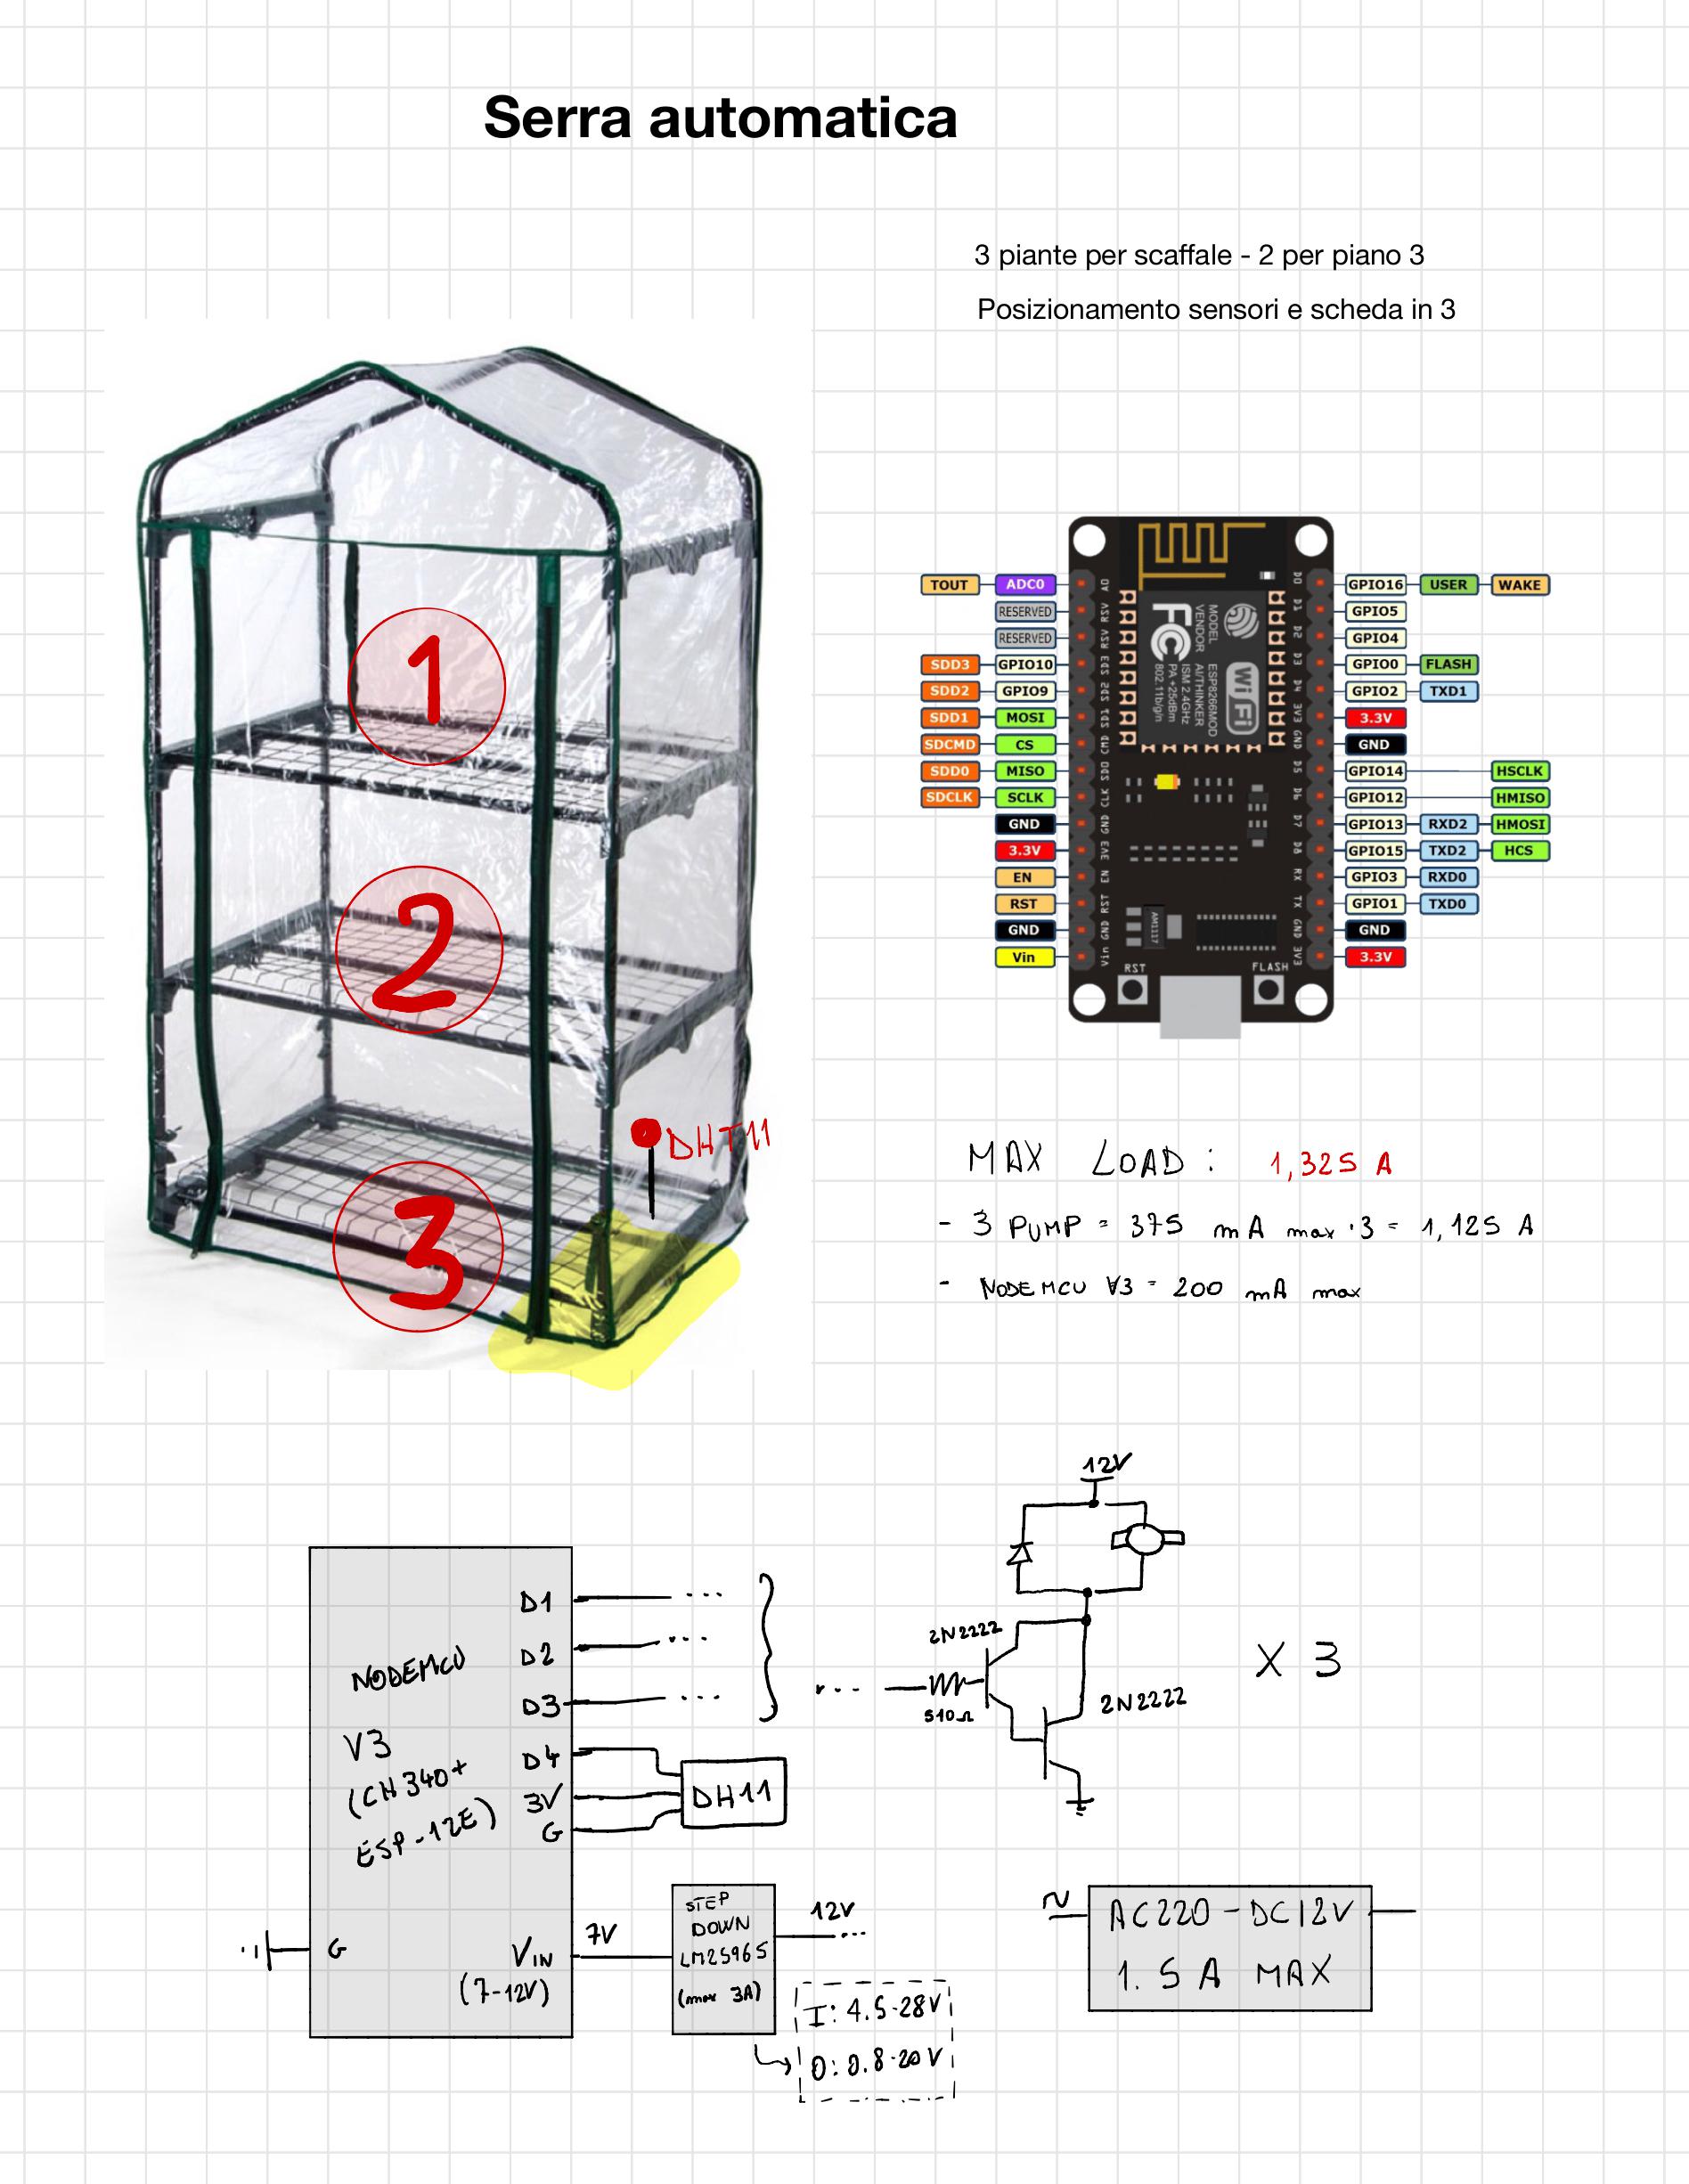 Serra automatica
3 piante per scaffale - 2 per piano 3
Posizionamento sensori e scheda in 3
1
2
3
DHT11
TOUT ADC0
RESERVED
RESERVED
SDD3 GPIO10
SDD2 GPIO9
SDD1 MOSI
SDCMD CS
SDD0 MISO
SDCLK SCLK
GND
3.3V
EN
RST
GND
Vin
A0
RSV
RSV
SD3
SD2
SD1
CMD
SD0
CLK
GND
3V3
EN
RST
GND
Vin
MODEL ESP8266MOD
VENDOR AI/THINKER
ISM 2.4GHz
PA +25dBm
802.11b/g/n
FC
WiFi
AM1117
RST
FLASH
D0
D1
D2
D3
D4
3V3
GND
D5
D6
D7
D8
RX
TX
GND
3V3
GPIO16 USER WAKE
GPIO5
GPIO4
GPIO0 FLASH
GPIO2 TXD1
3.3V
GND
GPIO14 HSCLK
GPIO12 HMISO
GPIO13 RXD2 HMOSI
GPIO15 TXD2 HCS
GPIO3 RXD0
GPIO1 TXD0
GND
3.3V
MAX LOAD : 1,325 A
- 3 PUMP = 375 mA max · 3 = 1,125 A
- NODEMCU V3 = 200 mA max
NODEMCU
V3
(CH340+
ESP-12E)
D1 ...
D2 ...
D3 ...
D4
3V
G
DH11
G
VIN
(7-12V)
7V
STEP
DOWN
LM2596S
(max 3A)
12V
...
I: 4.5-28V
O: 0.8-20V
12V
2N2222
...
510Ω
2N2222
X 3
~
AC220-DC12V
1.5A MAX